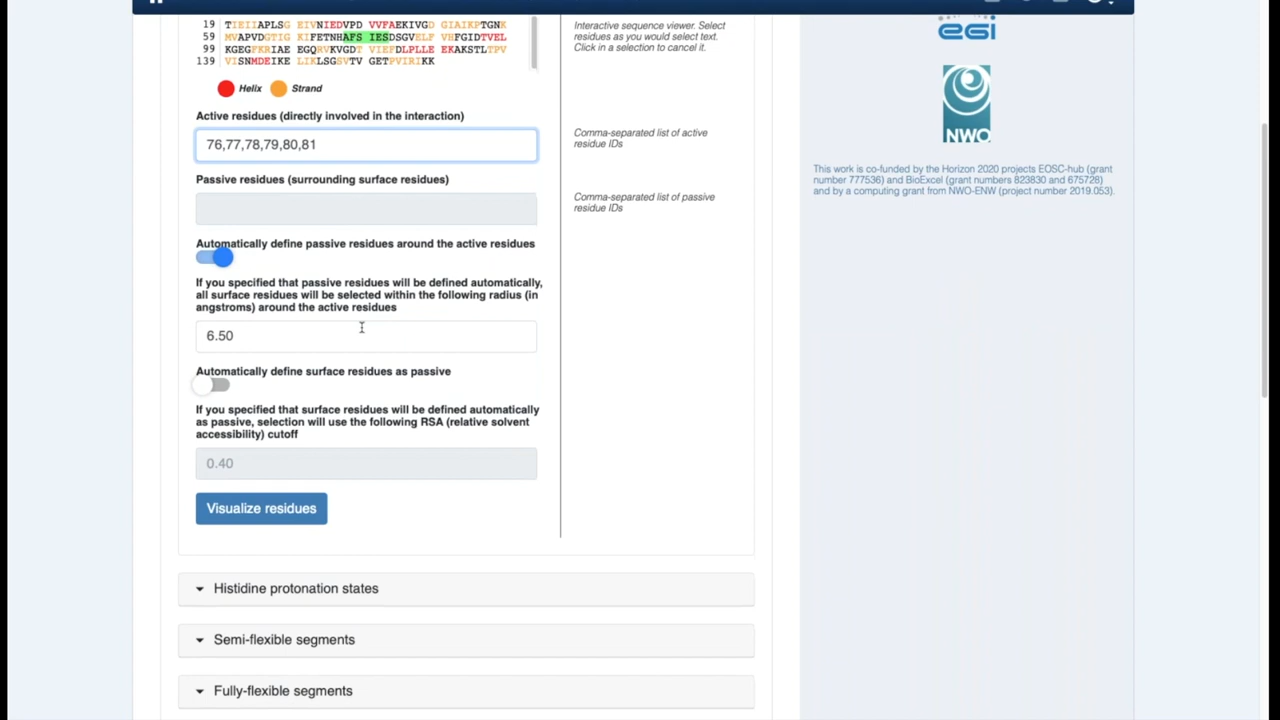 19 TIEIIAPLSG EIVNIEDVPD VVFAEKIVGD GIAIKPTGNK
59 MVAPVDGTIG KIFETNHAFS IESDSGVELF VHFGIDTVEL
99 KGEGFKRIAE EGQRVKVGDT VIEFDLPLLE EKAKSTLTPV
139 VISNMDEIKE LIKLSGSVTV GETPVIRIKK
Helix Strand
Active residues (directly involved in the interaction)
76,77,78,79,80,81
Passive residues (surrounding surface residues)
Automatically define passive residues around the active residues
If you specified that passive residues will be defined automatically,
all surface residues will be selected within the following radius (in
angstroms) around the active residues
6.50
Automatically define surface residues as passive
If you specified that surface residues will be defined automatically
as passive, selection will use the following RSA (relative solvent
accessibility) cutoff
0.40
Visualize residues
Histidine protonation states
Semi-flexible segments
Fully-flexible segments
Interactive sequence viewer. Select
residues as you would select text.
Click in a selection to cancel it.
Comma-separated list of active
residue IDs
Comma-separated list of passive
residue IDs
eGI
NWO
This work is co-funded by the Horizon 2020 projects EOSC-hub (grant
number 777536) and BioExcel (grant numbers 823830 and 675728)
and by a computing grant from NWO-ENW (project number 2019.053).